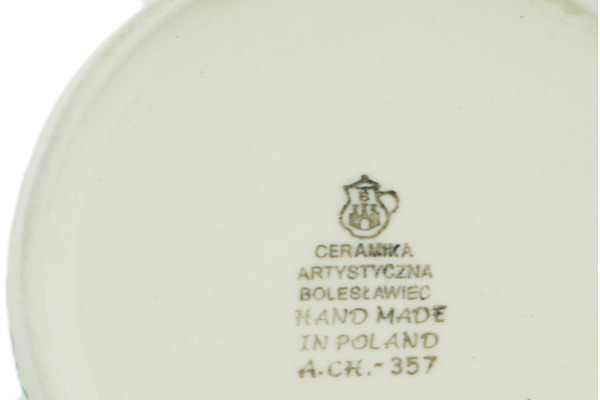 B
CERAMIKA
ARTYSTYCZNA
BOLESŁAWIEC
HAND MADE
IN POLAND
A.CH.-357